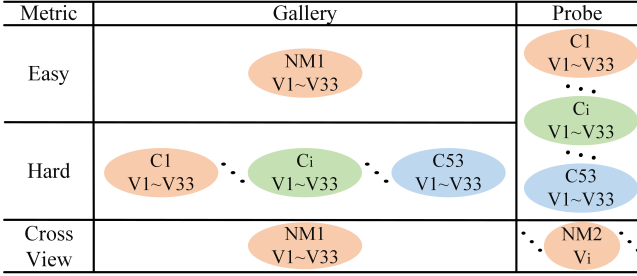 Metric Gallery Probe
Easy
NM1
V1~V33
C1
V1~V33
Ci
V1~V33
C53
V1~V33
Hard
C1
V1~V33
Ci
V1~V33
C53
V1~V33
Cross
View
NM1
V1~V33
NM2
Vi